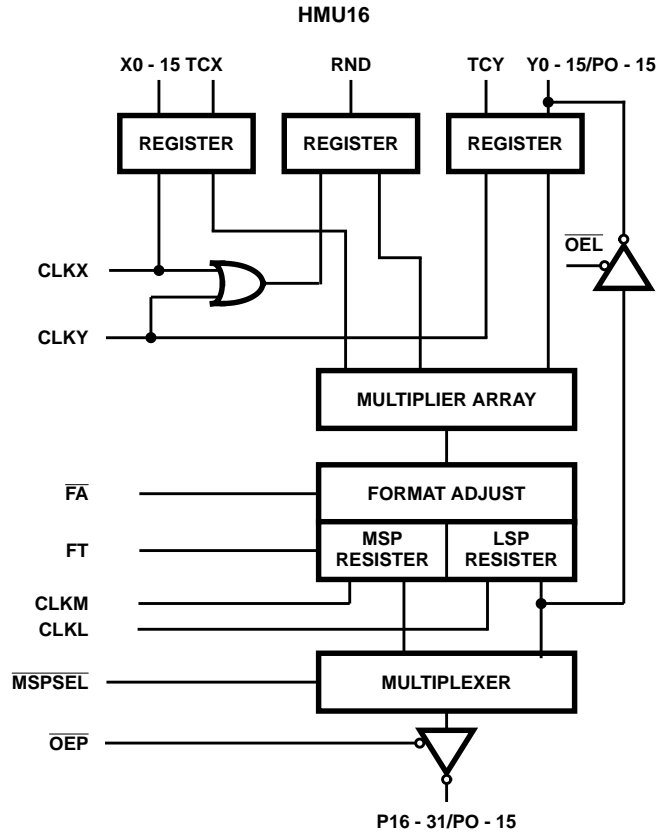 HMU16
X0 - 15 TCX RND TCY Y0 - 15/PO - 15
REGISTER REGISTER REGISTER
OEL
CLKX
CLKY
MULTIPLIER ARRAY
FA FORMAT ADJUST
FT MSP RESISTER LSP RESISTER
CLKM
CLKL
MSPSEL MULTIPLEXER
OEP
P16 - 31/PO - 15